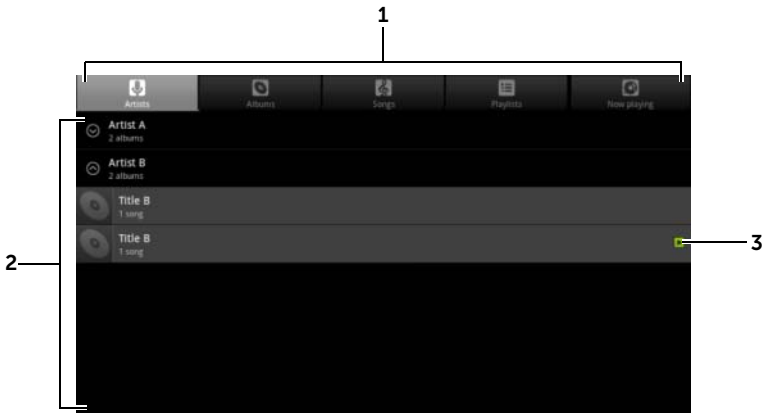 1
Artists Albums Songs Playlists Now playing
Artist A
2 albums
Artist B
2 albums
Title B
1 song
Title B
1 song
2
3